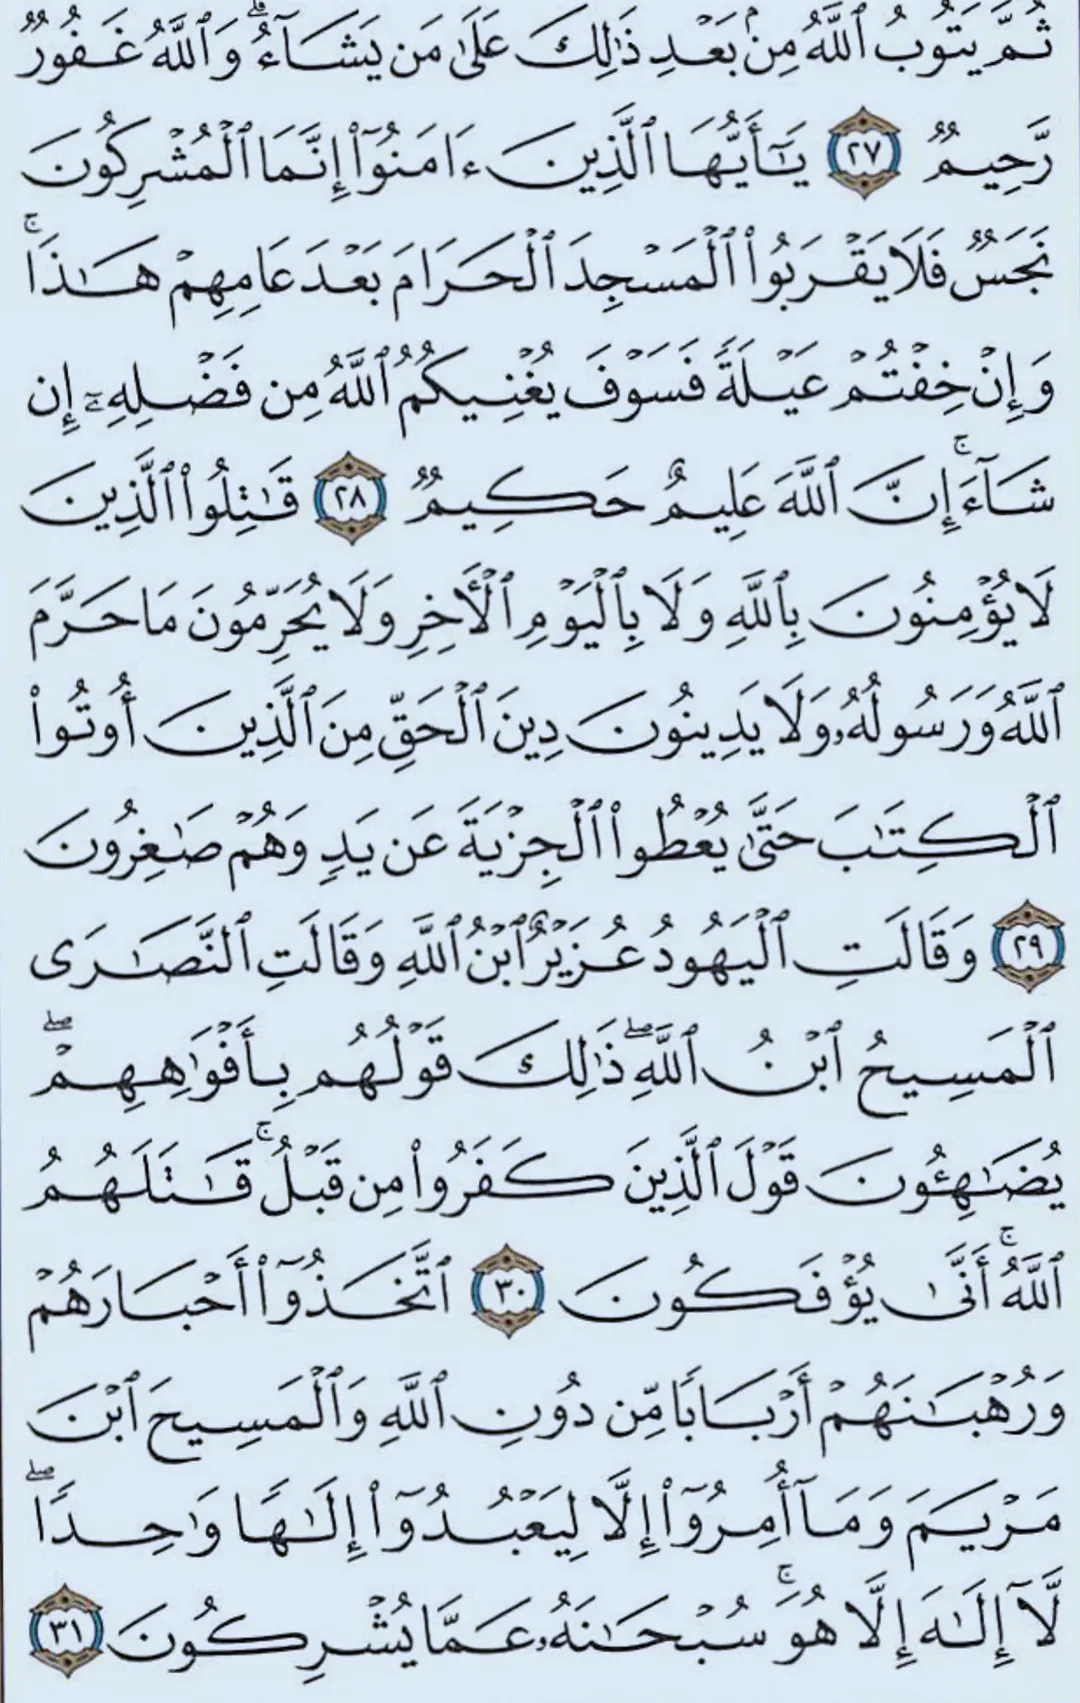 ثُمَّ يَتُوبُ ٱللَّهُ مِنۢ بَعْدِ ذَٰلِكَ عَلَىٰ مَن يَشَآءُۗ وَٱللَّهُ غَفُورٌ
رَّحِيمٌ ٢٧ يَٰٓأَيُّهَا ٱلَّذِينَ ءَامَنُوٓا۟ إِنَّمَا ٱلْمُشْرِكُونَ
نَجَسٌ فَلَا يَقْرَبُوا۟ ٱلْمَسْجِدَ ٱلْحَرَامَ بَعْدَ عَامِهِمْ هَٰذَاۚ
وَإِنْ خِفْتُمْ عَيْلَةً فَسَوْفَ يُغْنِيكُمُ ٱللَّهُ مِن فَضْلِهِۦٓ إِن
شَآءَۚ إِنَّ ٱللَّهَ عَلِيمٌ حَكِيمٌ ٢٨ قَٰتِلُوا۟ ٱلَّذِينَ
لَا يُؤْمِنُونَ بِٱللَّهِ وَلَا بِٱلْيَوْمِ ٱلْأَخِرِ وَلَا يُحَرِّمُونَ مَا حَرَّمَ
ٱللَّهُ وَرَسُولُهُۥ وَلَا يَدِينُونَ دِينَ ٱلْحَقِّ مِنَ ٱلَّذِينَ أُوتُوا۟
ٱلْكِتَٰبَ حَتَّىٰ يُعْطُوا۟ ٱلْجِزْيَةَ عَن يَدٍ وَهُمْ صَٰغِرُونَ
٢٩ وَقَالَتِ ٱلْيَهُودُ عُزَيْرٌ ٱبْنُ ٱللَّهِ وَقَالَتِ ٱلنَّصَٰرَى
ٱلْمَسِيحُ ٱبْنُ ٱللَّهِۖ ذَٰلِكَ قَوْلُهُم بِأَفْوَٰهِهِمْۖ
يُضَٰهِـُٔونَ قَوْلَ ٱلَّذِينَ كَفَرُوا۟ مِن قَبْلُۚ قَٰتَلَهُمُ
ٱللَّهُۚ أَنَّىٰ يُؤْفَكُونَ ٣٠ ٱتَّخَذُوٓا۟ أَحْبَارَهُمْ
وَرُهْبَٰنَهُمْ أَرْبَابًا مِّن دُونِ ٱللَّهِ وَٱلْمَسِيحَ ٱبْنَ
مَرْيَمَ وَمَآ أُمِرُوٓا۟ إِلَّا لِيَعْبُدُوٓا۟ إِلَٰهًا وَٰحِدًاۖ
لَّآ إِلَٰهَ إِلَّا هُوَۚ سُبْحَٰنَهُۥ عَمَّا يُشْرِكُونَ ٣١